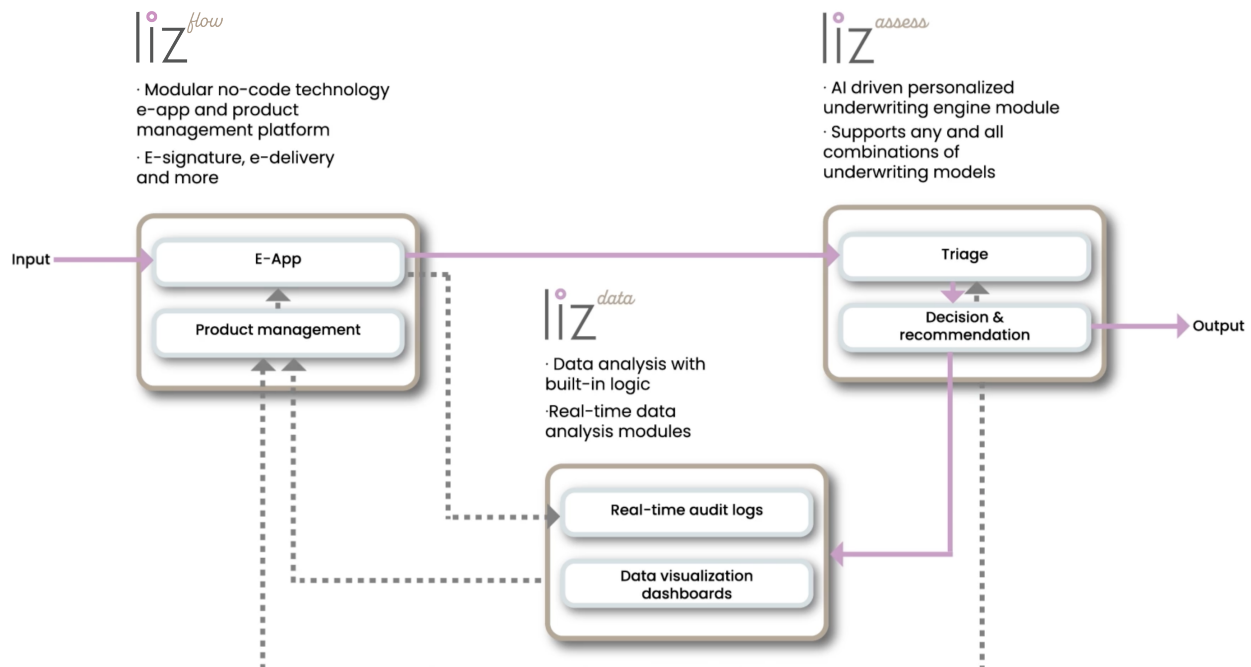 liz flow
· Modular no-code technology
e-app and product
management platform
· E-signature, e-delivery
and more
liz assess
· AI driven personalized
underwriting engine module
· Supports any and all
combinations of
underwriting models
Input
E-App
Product management
Triage
Decision &
recommendation
Output
liz data
· Data analysis with
built-in logic
·Real-time data
analysis modules
Real-time audit logs
Data visualization
dashboards